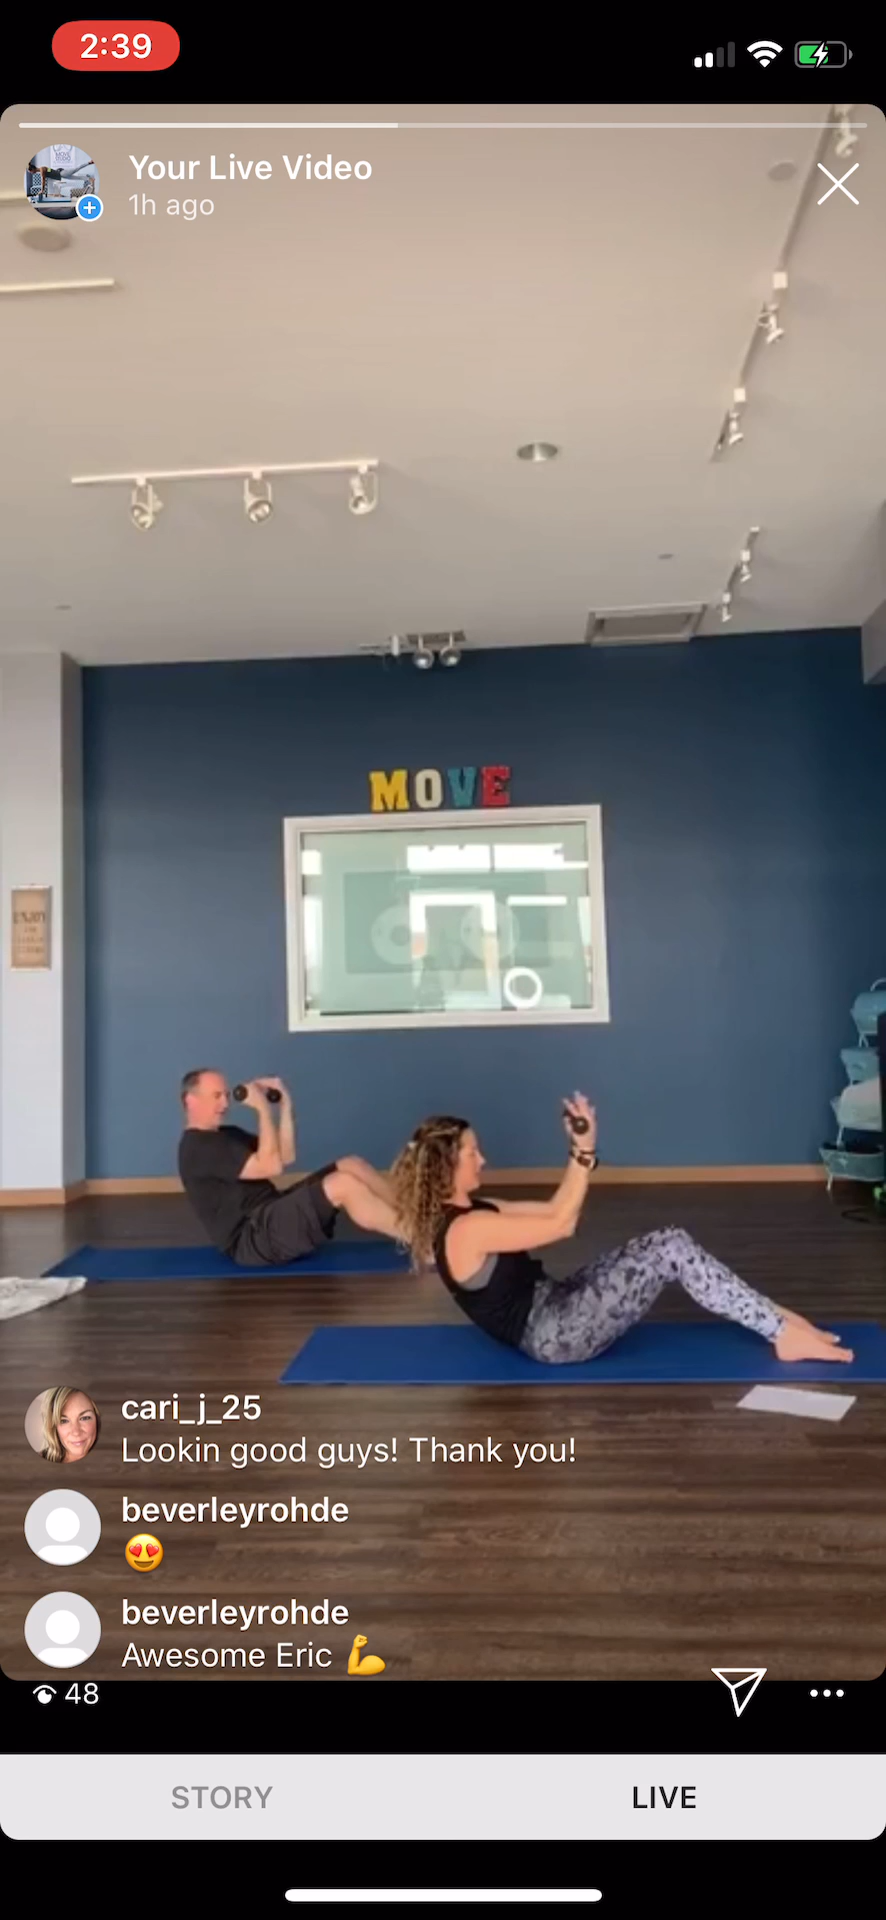 2:39
Your Live Video
1h ago
MOVE
ENJOY
cari_j_25
Lookin good guys! Thank you!
beverleyrohde
😍
beverleyrohde
Awesome Eric 💪
48
STORY
LIVE